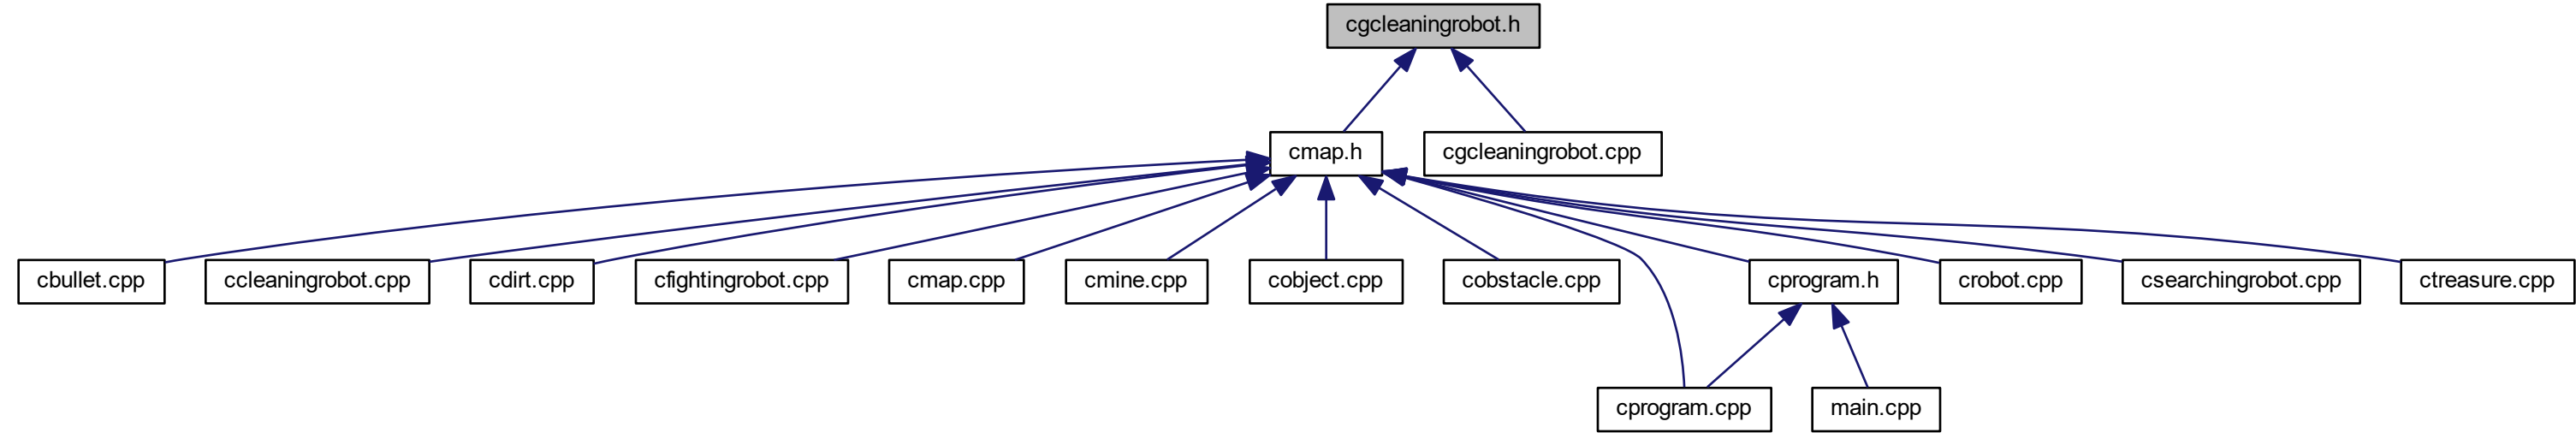 cgcleaningrobot.h
cmap.h
cgcleaningrobot.cpp
cbullet.cpp
ccleaningrobot.cpp
cdirt.cpp
cfightingrobot.cpp
cmap.cpp
cmine.cpp
cobject.cpp
cobstacle.cpp
cprogram.h
crobot.cpp
csearchingrobot.cpp
ctreasure.cpp
cprogram.cpp
main.cpp